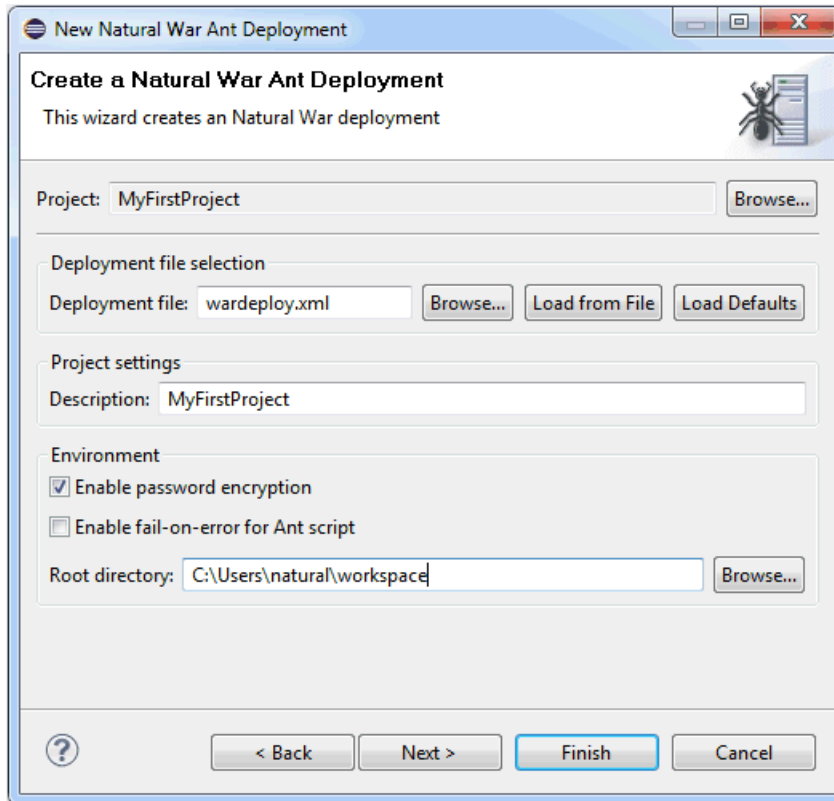 New Natural War Ant Deployment
Create a Natural War Ant Deployment
This wizard creates an Natural War deployment
Project: MyFirstProject Browse...
Deployment file selection
Deployment file: wardeploy.xml Browse... Load from File Load Defaults
Project settings
Description: MyFirstProject
Environment
Enable password encryption
Enable fail-on-error for Ant script
Root directory: C:\Users\natural\workspace Browse...
? < Back Next > Finish Cancel